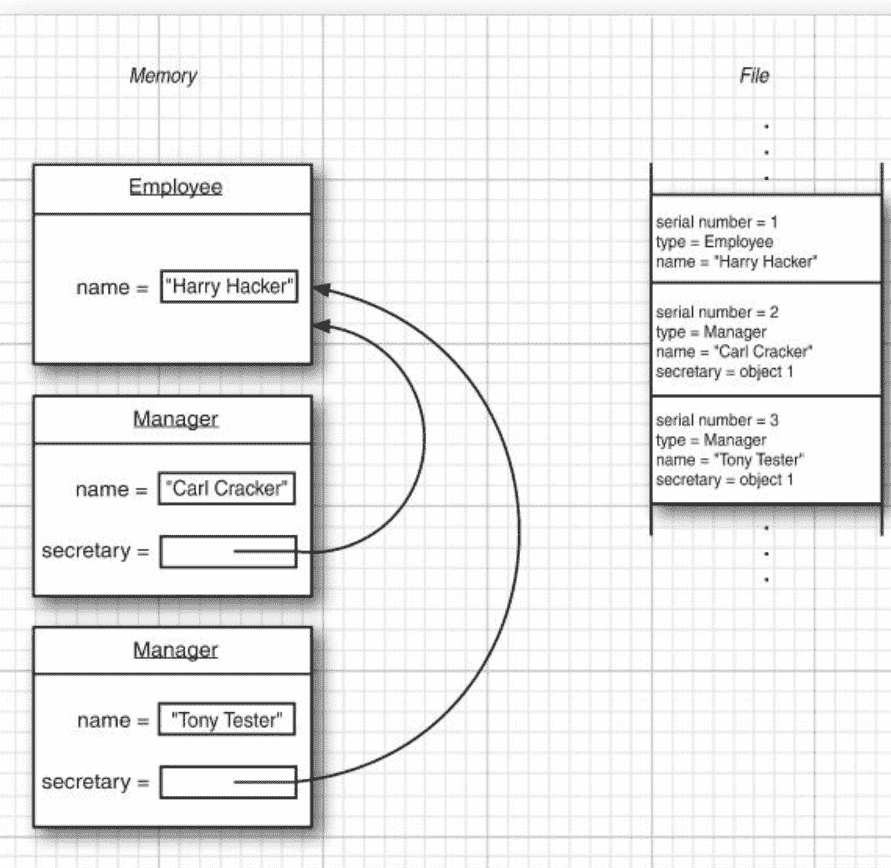 Memory
File
Employee
name = "Harry Hacker"
Manager
name = "Carl Cracker"
secretary =
Manager
name = "Tony Tester"
secretary =
serial number = 1
type = Employee
name = "Harry Hacker"
serial number = 2
type = Manager
name = "Carl Cracker"
secretary = object 1
serial number = 3
type = Manager
name = "Tony Tester"
secretary = object 1